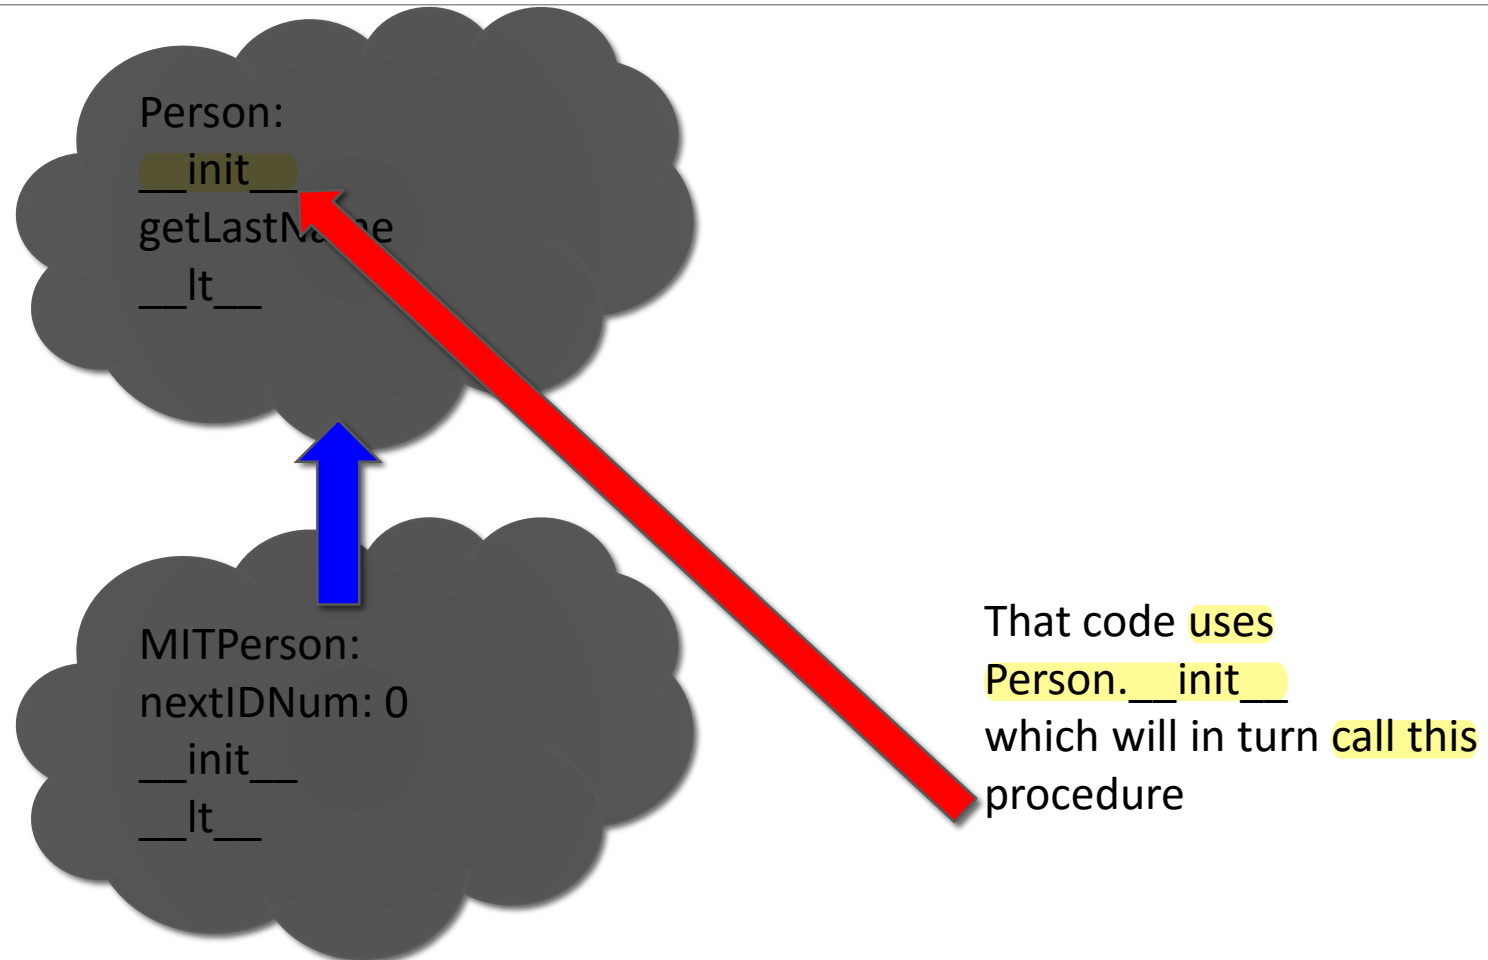 Person:
__init__
getLastName
__lt__
MITPerson:
nextIDNum: 0
__init__
__lt__
That code uses
Person.__init__
which will in turn call this
procedure